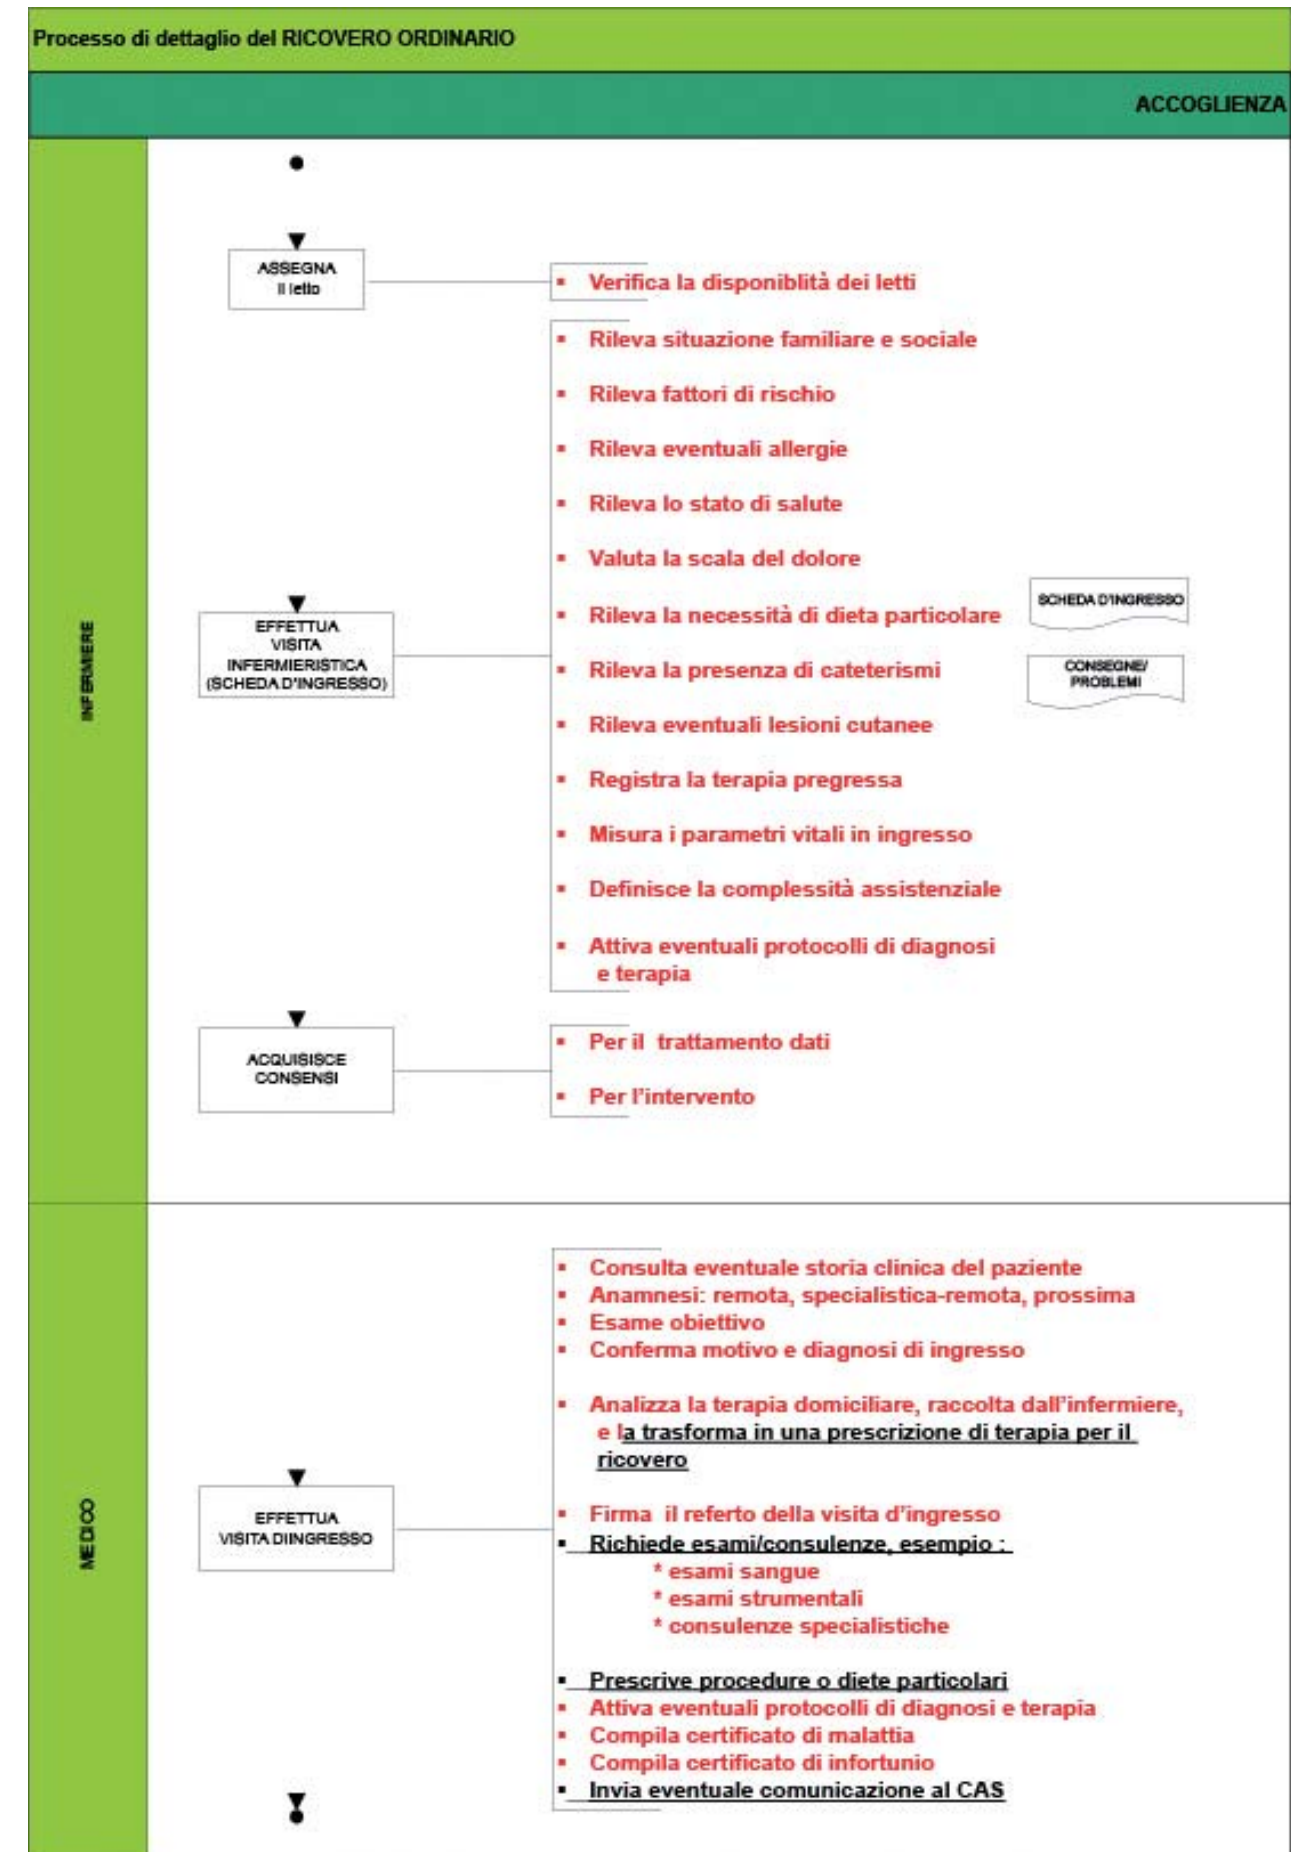 Processo di dettaglio del RICOVERO ORDINARIO
ACCOGLIENZA
INFERMIERE
ASSEGNA
Il letto
▪ Verifica la disponiblità dei letti
▪ Rileva situazione familiare e sociale
▪ Rileva fattori di rischio
▪ Rileva eventuali allergie
▪ Rileva lo stato di salute
▪ Valuta la scala del dolore
▪ Rileva la necessità di dieta particolare
▪ Rileva la presenza di cateterismi
▪ Rileva eventuali lesioni cutanee
▪ Registra la terapia pregressa
▪ Misura i parametri vitali in ingresso
▪ Definisce la complessità assistenziale
▪ Attiva eventuali protocolli di diagnosi
e terapia
EFFETTUA
VISITA
INFERMIERISTICA
(SCHEDA D'INGRESSO)
SCHEDA D'INGRESSO
CONSEGNE/
PROBLEMI
ACQUISISCE
CONSENSI
▪ Per il trattamento dati
▪ Per l'intervento
MEDICO
EFFETTUA
VISITA DIINGRESSO
▪ Consulta eventuale storia clinica del paziente
▪ Anamnesi: remota, specialistica-remota, prossima
▪ Esame obiettivo
▪ Conferma motivo e diagnosi di ingresso
▪ Analizza la terapia domiciliare, raccolta dall'infermiere,
e la trasforma in una prescrizione di terapia per il
ricovero
▪ Firma il referto della visita d'ingresso
▪ Richiede esami/consulenze, esempio :
* esami sangue
* esami strumentali
* consulenze specialistiche
▪ Prescrive procedure o diete particolari
▪ Attiva eventuali protocolli di diagnosi e terapia
▪ Compila certificato di malattia
▪ Compila certificato di infortunio
▪ Invia eventuale comunicazione al CAS